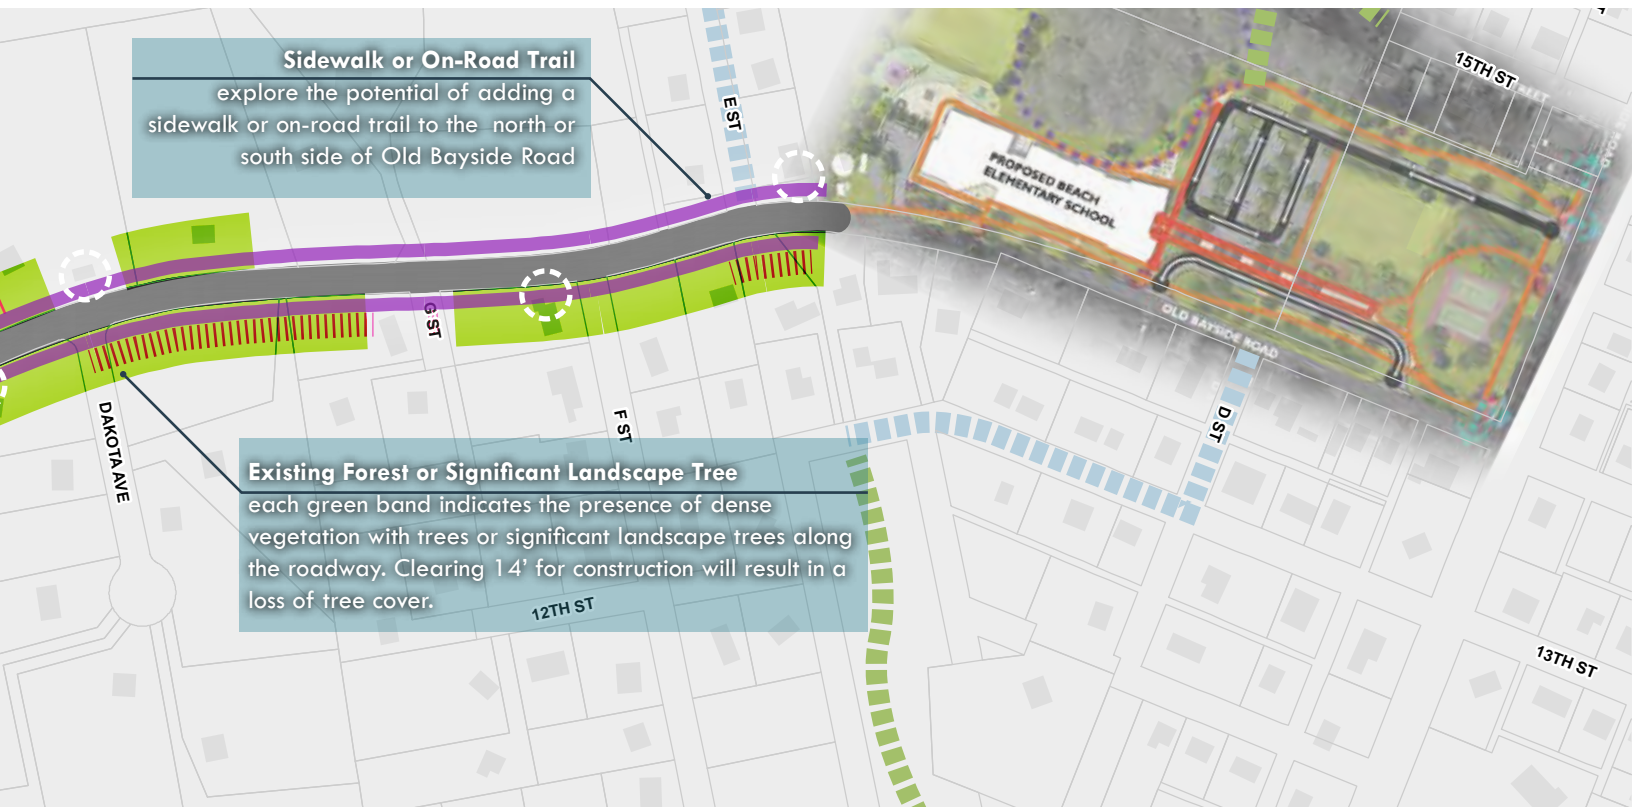 Sidewalk or On-Road Trail
explore the potential of adding a
sidewalk or on-road trail to the north or
south side of Old Bayside Road
E ST
15TH ST
PROPOSED BEACH
ELEMENTARY SCHOOL
OLD BAYSIDE ROAD
G ST
DAKOTA AVE
F ST
D ST
Existing Forest or Significant Landscape Tree
each green band indicates the presence of dense
vegetation with trees or significant landscape trees along
the roadway. Clearing 14’ for construction will result in a
loss of tree cover.
12TH ST
13TH ST